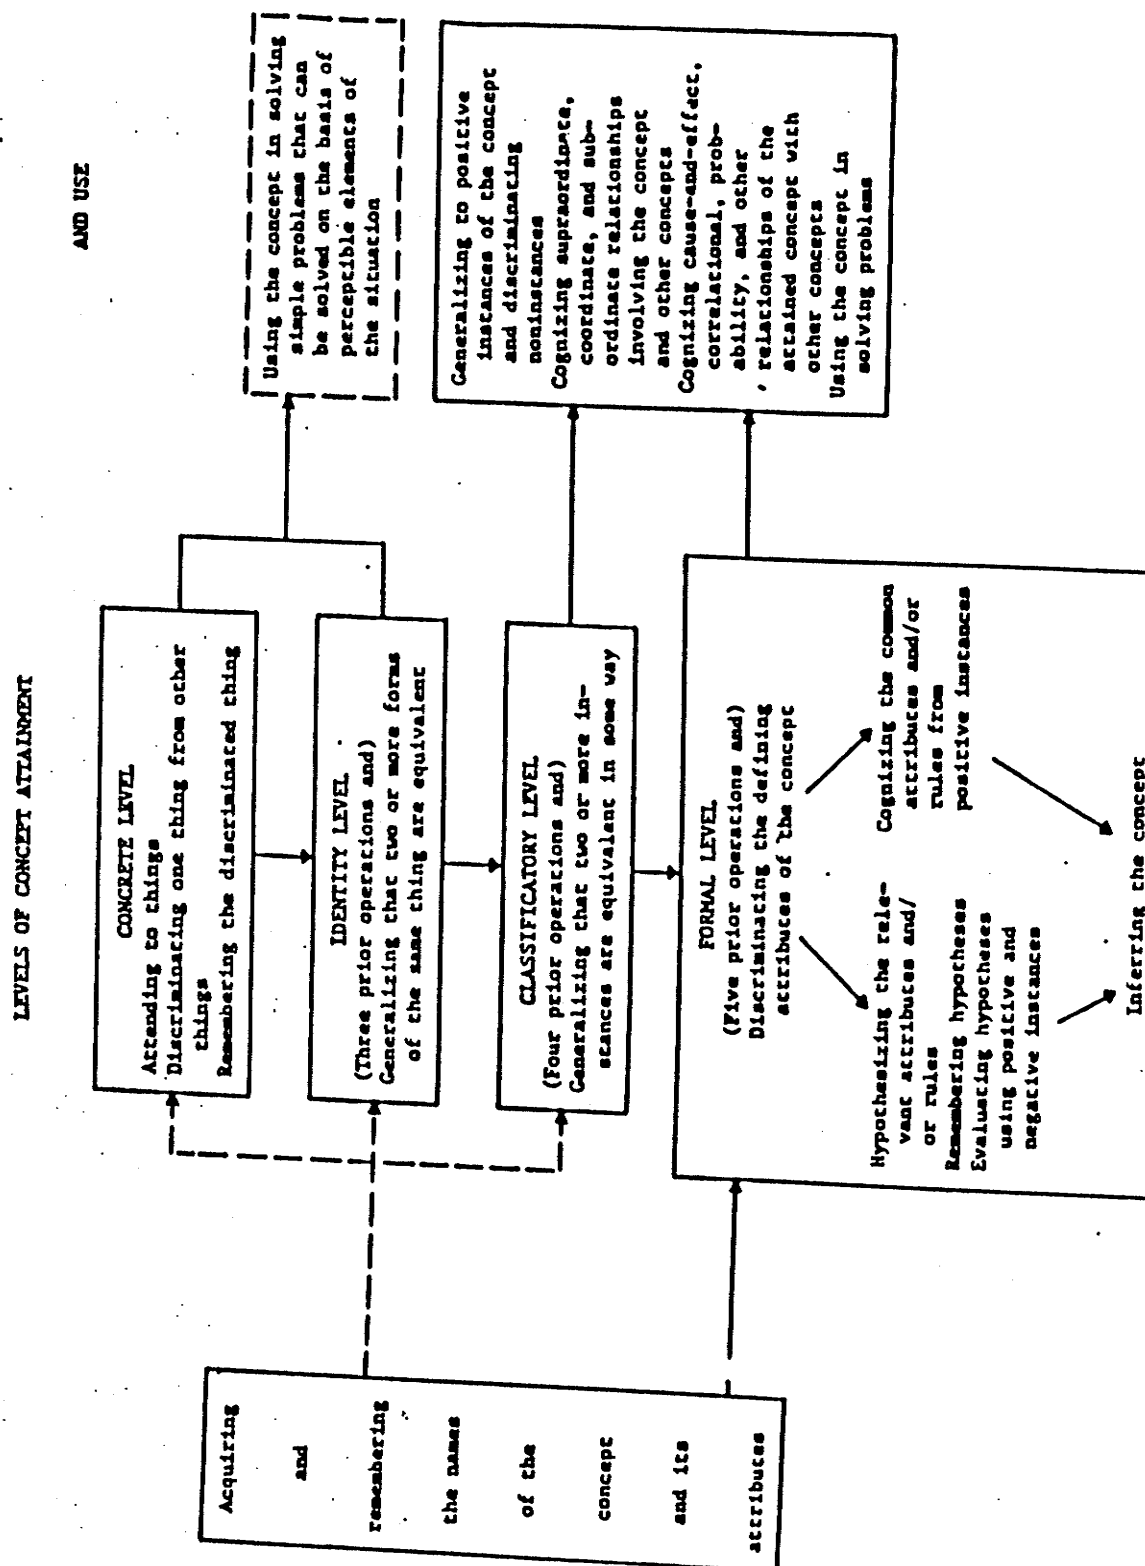 LEVELS OF CONCEPT ATTAINMENT
AND USE
Acquiring
and
remembering
the names
of the
concept
and its
attributes
CONCRETE LEVEL
Attending to things
Discriminating one thing from other
things
Remembering the discriminated thing
IDENTITY LEVEL
(Three prior operations and)
Generalizing that two or more forms
of the same thing are equivalent
CLASSIFICATORY LEVEL
(Four prior operations and)
Generalizing that two or more in-
stances are equivalent in some way
FORMAL LEVEL
(Five prior operations and)
Discriminating the defining
attributes of the concept
Hypothesizing the rele-
vant attributes and/
or rules
Remembering hypotheses
Evaluating hypotheses
using positive and
negative instances
Cognizing the common
attributes and/or
rules from
positive instances
Inferring the concept
Using the concept in solving
simple problems that can
be solved on the basis of
perceptible elements of
the situation
Generalizing to positive
instances of the concept
and discriminating
noninstances
Cognizing supraordinate,
coordinate, and sub-
ordinate relationships
involving the concept
and other concepts
Cognizing cause-and-effect,
correlational, prob-
ability, and other
relationships of the
attained concept with
other concepts
Using the concept in
solving problems